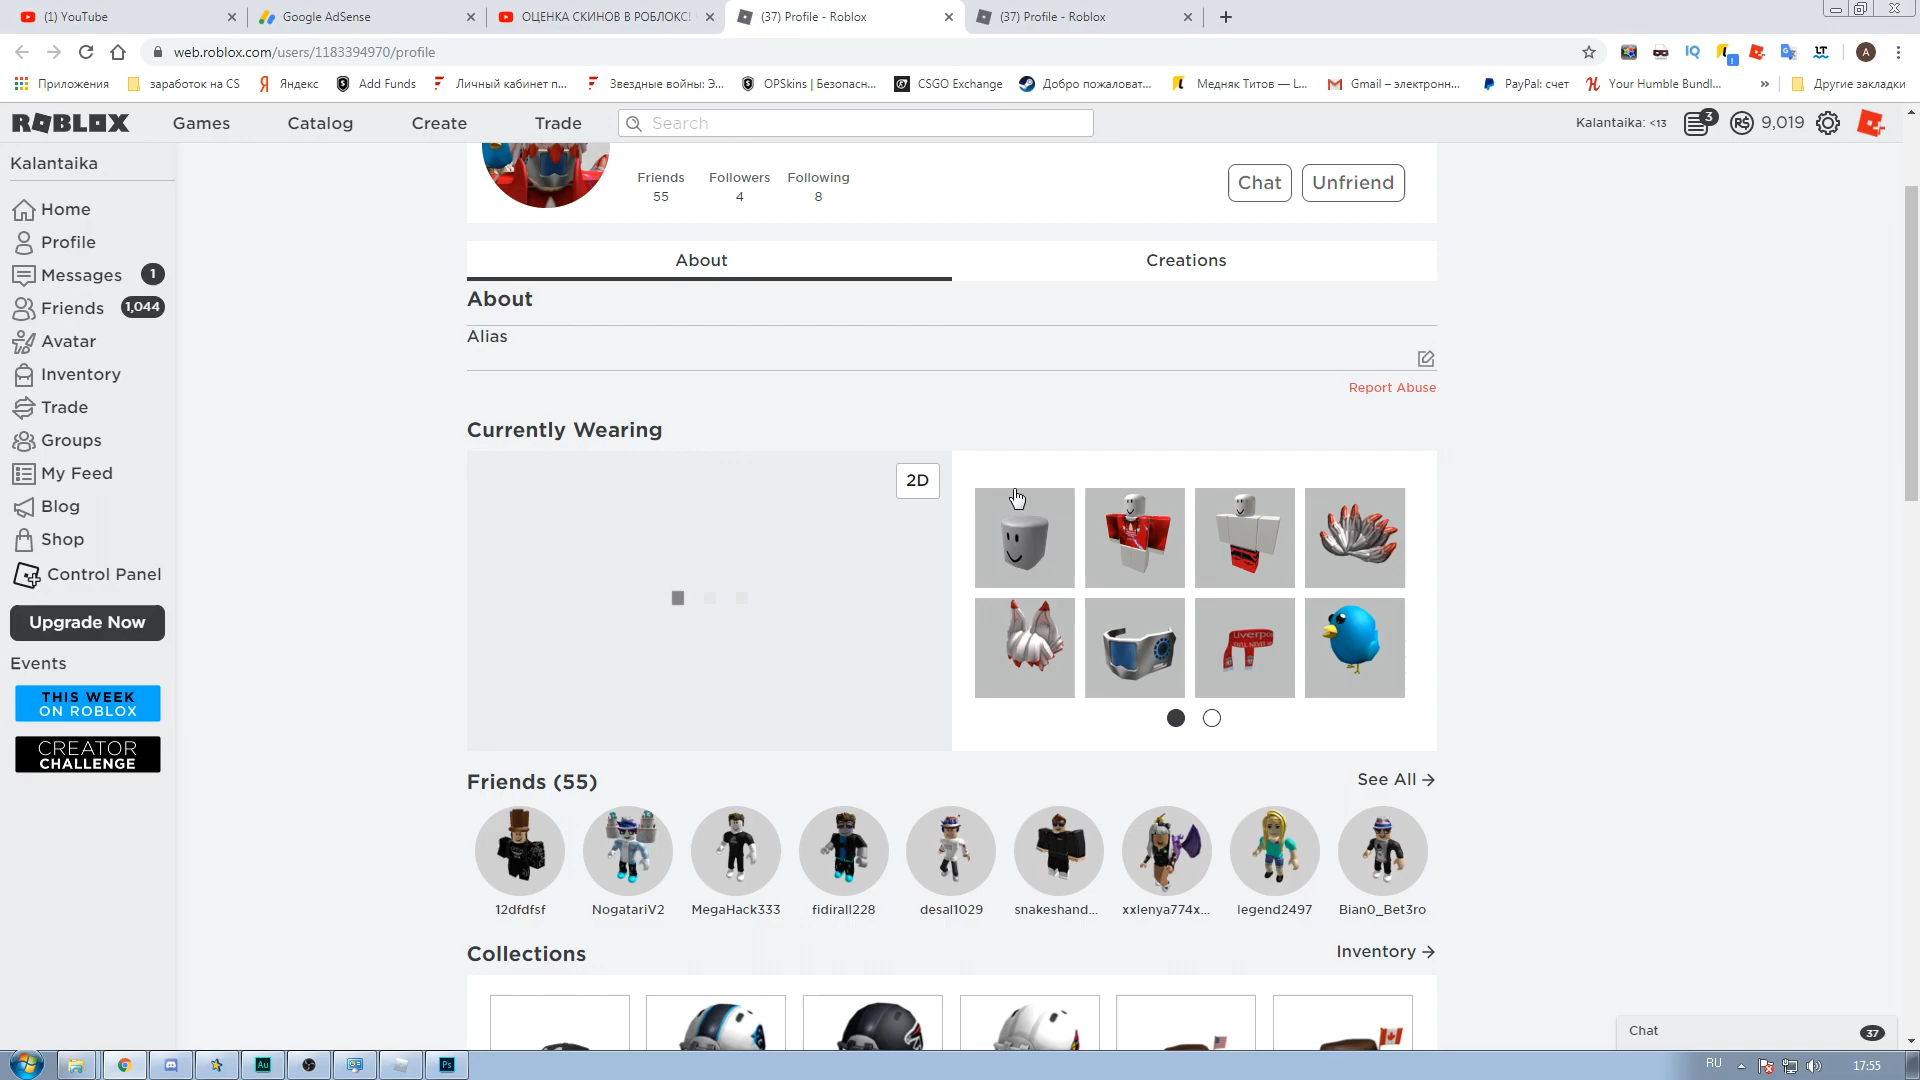 (1) YouTube
Google AdSense
ОЦЕНКА СКИНОВ В РОБЛОКС!
(37) Profile - Roblox
(37) Profile - Roblox
web.roblox.com/users/1183394970/profile
Приложения
заработок на CS
Яндекс
Add Funds
Личный кабинет п...
Звездные войны: Э...
OPSkins | Безопасн...
CSGO Exchange
Добро пожаловат...
Медняк Титов — L...
Gmail – электронн...
PayPal: счет
Your Humble Bundl...
Другие закладки
ROBLOX
Games
Catalog
Create
Trade
Search
Kalantaika: <13
3
9,019
Kalantaika
Home
Profile
Messages 1
Friends 1,044
Avatar
Inventory
Trade
Groups
My Feed
Blog
Shop
Control Panel
Upgrade Now
Events
THIS WEEK
ON ROBLOX
CREATOR
CHALLENGE
Friends
55
Followers
4
Following
8
Chat
Unfriend
About
Creations
About
Alias
Report Abuse
Currently Wearing
2D
Friends (55)
See All
12dfdfsf
NogatariV2
MegaHack333
fidirall228
desal1029
snakeshand...
xxlenya774x...
legend2497
Bian0_Bet3ro
Collections
Inventory
Chat
37
RU
17:55